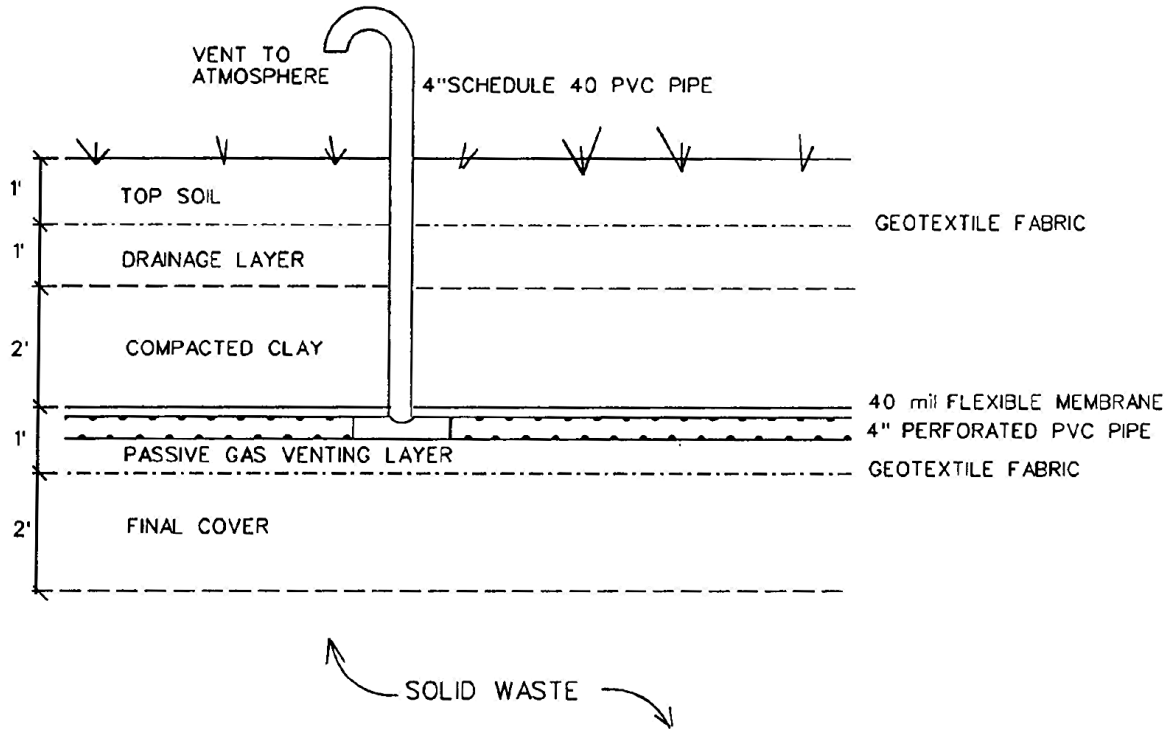 VENT TO
ATMOSPHERE
4"SCHEDULE 40 PVC PIPE
1'
TOP SOIL
GEOTEXTILE FABRIC
1'
DRAINAGE LAYER
2'
COMPACTED CLAY
40 mil FLEXIBLE MEMBRANE
4" PERFORATED PVC PIPE
1'
PASSIVE GAS VENTING LAYER
GEOTEXTILE FABRIC
2'
FINAL COVER
SOLID WASTE